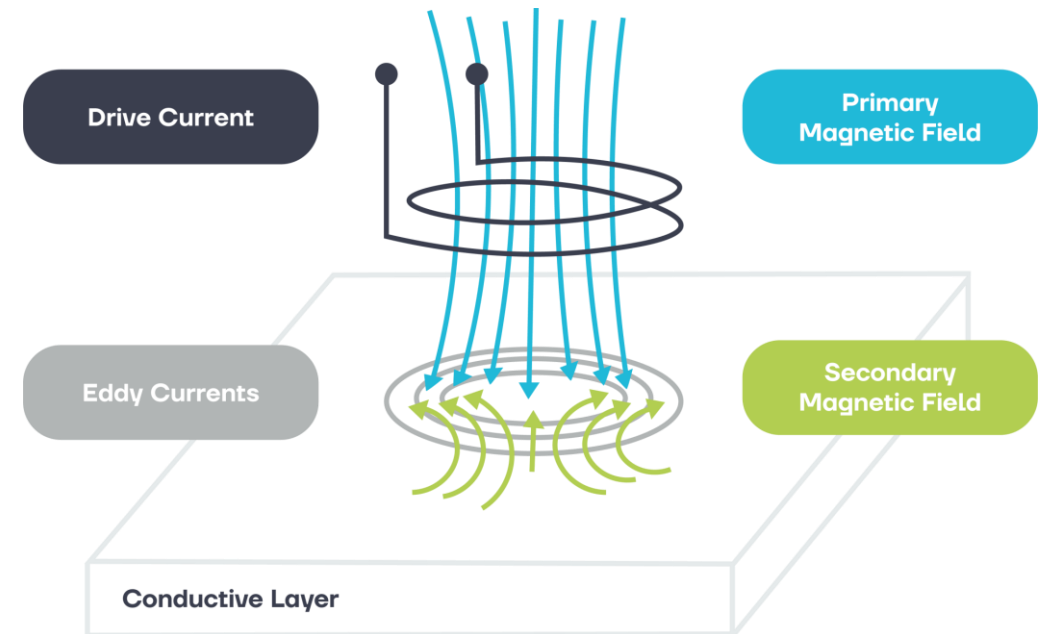 Drive Current
Primary
Magnetic Field
Eddy Currents
Secondary
Magnetic Field
Conductive Layer